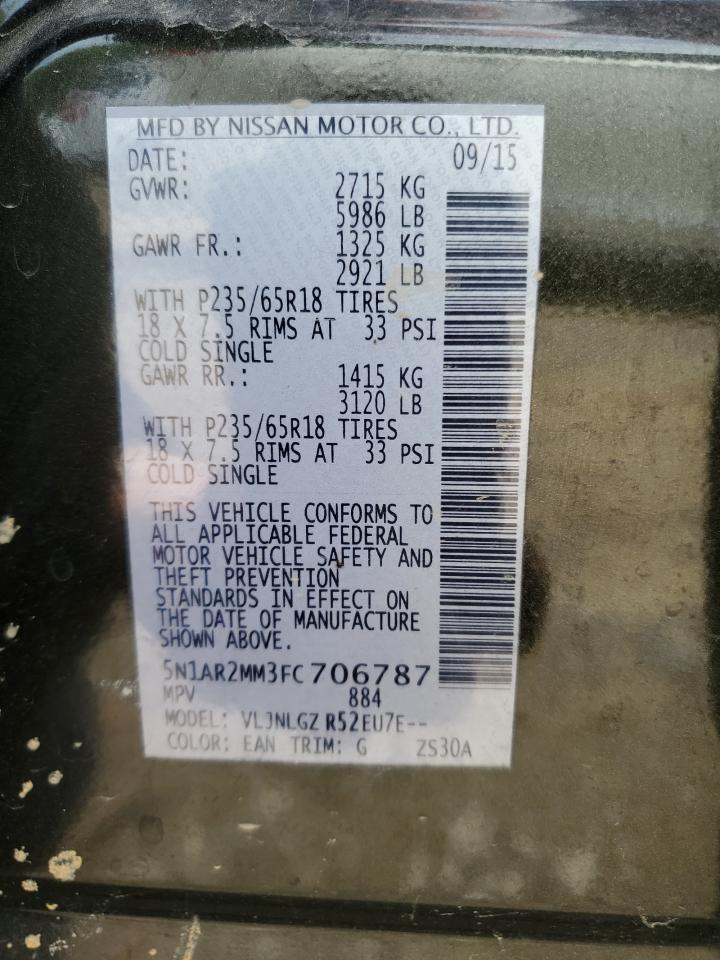 MFD BY NISSAN MOTOR CO., LTD.
DATE: 09/15
GVWR: 2715 KG
5986 LB
GAWR FR.: 1325 KG
2921 LB
WITH P235/65R18 TIRES
18 X 7.5 RIMS AT 33 PSI
COLD SINGLE
GAWR RR.: 1415 KG
3120 LB
WITH P235/65R18 TIRES
18 X 7.5 RIMS AT 33 PSI
COLD SINGLE
THIS VEHICLE CONFORMS TO
ALL APPLICABLE FEDERAL
MOTOR VEHICLE SAFETY AND
THEFT PREVENTION
STANDARDS IN EFFECT ON
THE DATE OF MANUFACTURE
SHOWN ABOVE.
5N1AR2MM3FC706787
MPV 884
MODEL: VLJNLGZ R52EU7E--
COLOR: EAN TRIM: G ZS30A